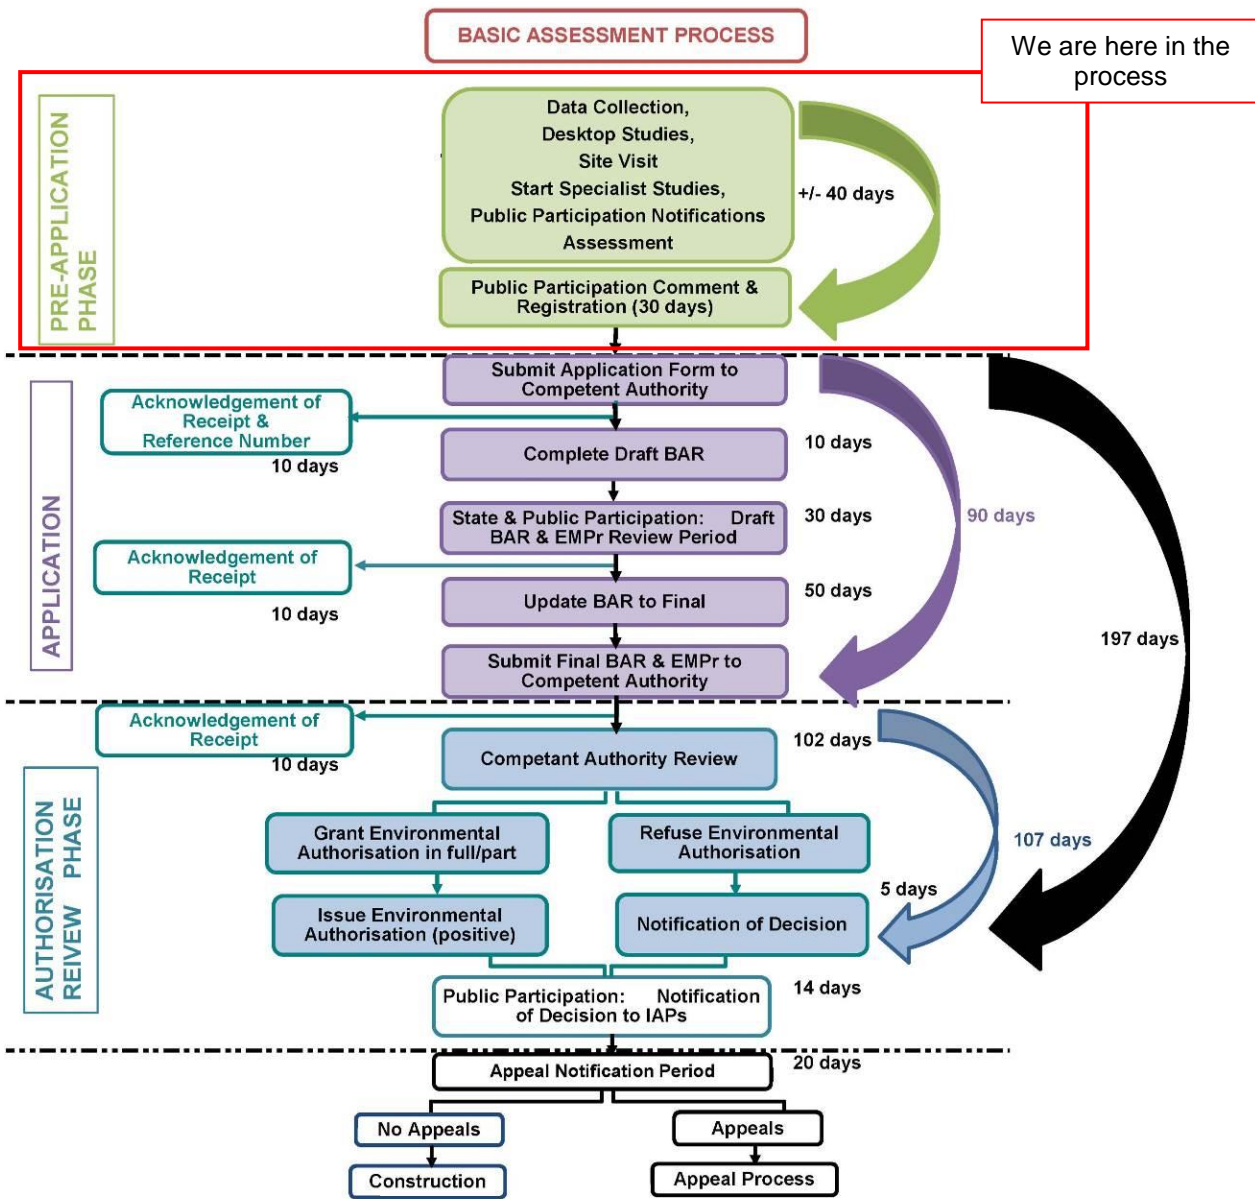 BASIC ASSESSMENT PROCESS
We are here in the
process
PRE-APPLICATION
PHASE
Data Collection,
Desktop Studies,
Site Visit
Start Specialist Studies,
Public Participation Notifications
Assessment
+/- 40 days
Public Participation Comment &
Registration (30 days)
APPLICATION
Submit Application Form to
Competent Authority
Acknowledgement of
Receipt &
Reference Number
10 days
10 days
Complete Draft BAR
State & Public Participation: Draft
BAR & EMPr Review Period
30 days
90 days
Acknowledgement of
Receipt
10 days
50 days
Update BAR to Final
197 days
Submit Final BAR & EMPr to
Competent Authority
AUTHORISATION
REIVEW PHASE
Acknowledgement of
Receipt
10 days
102 days
Competant Authority Review
Grant Environmental
Authorisation in full/part
Refuse Environmental
Authorisation
107 days
5 days
Issue Environmental
Authorisation (positive)
Notification of Decision
Public Participation: Notification
of Decision to IAPs
14 days
Appeal Notification Period
20 days
No Appeals
Appeals
Construction
Appeal Process